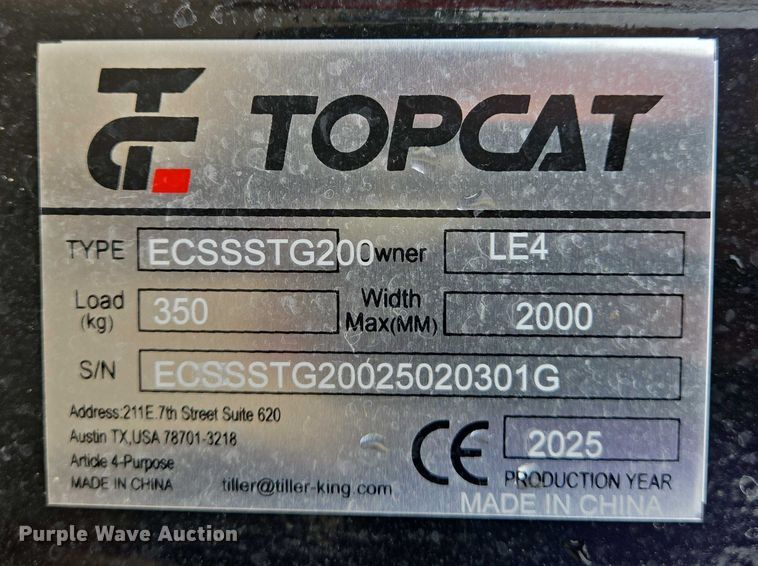 TC TOPCAT
TYPE ECSSSTG200 Owner LE4
Load (kg) 350 Width Max(MM) 2000
S/N ECSSSTG20025020301G
Address:211E.7th Street Suite 620
Austin TX,USA 78701-3218
Article 4-Purpose
MADE IN CHINA tiller@tiller-king.com
CE 2025
PRODUCTION YEAR
MADE IN CHINA
Purple Wave Auction